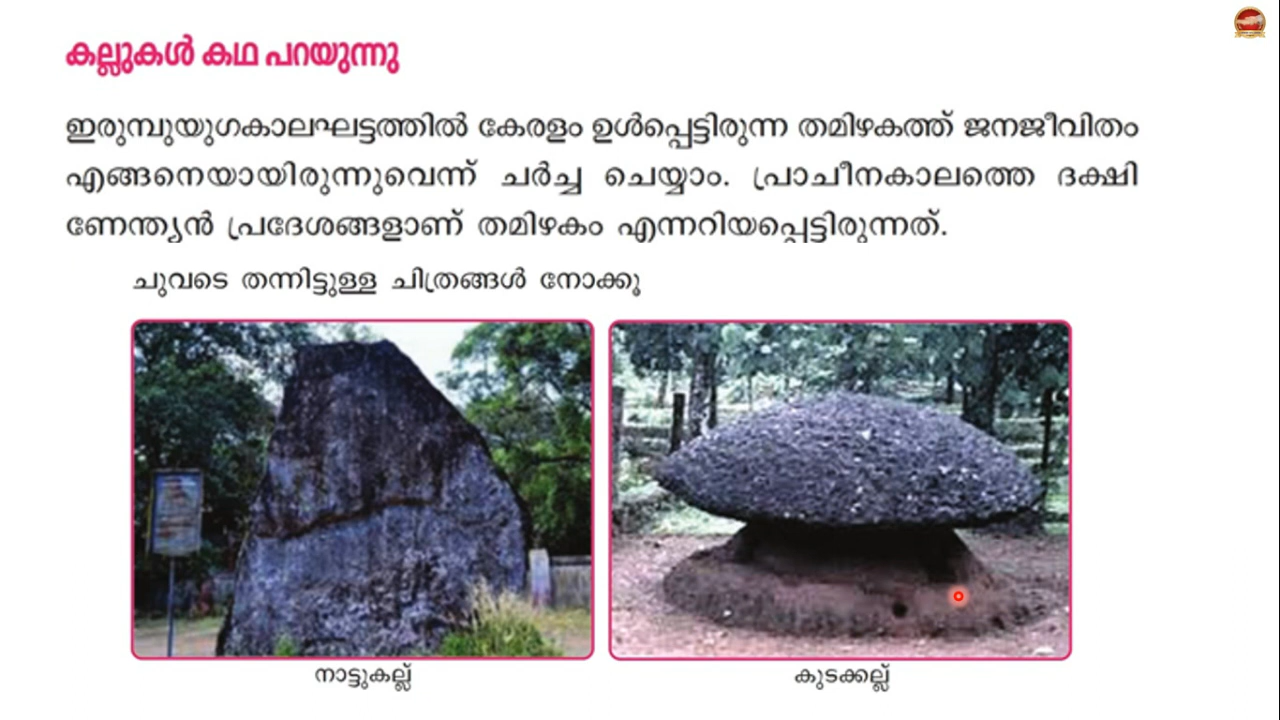 കല്ലുകൾ കഥ പറയുന്നു
ഇരുമ്പുയുഗകാലഘട്ടത്തിൽ കേരളം ഉൾപ്പെട്ടിരുന്ന തമിഴകത്ത് ജനജീവിതം
എങ്ങനെയായിരുന്നുവെന്ന് ചർച്ച ചെയ്യാം. പ്രാചീനകാലത്തെ ദക്ഷി
ണേന്ത്യൻ പ്രദേശങ്ങളാണ് തമിഴകം എന്നറിയപ്പെട്ടിരുന്നത്.
ചുവടെ തന്നിട്ടുള്ള ചിത്രങ്ങൾ നോക്കൂ
നാട്ടുകല്ല്
കുടക്കല്ല്